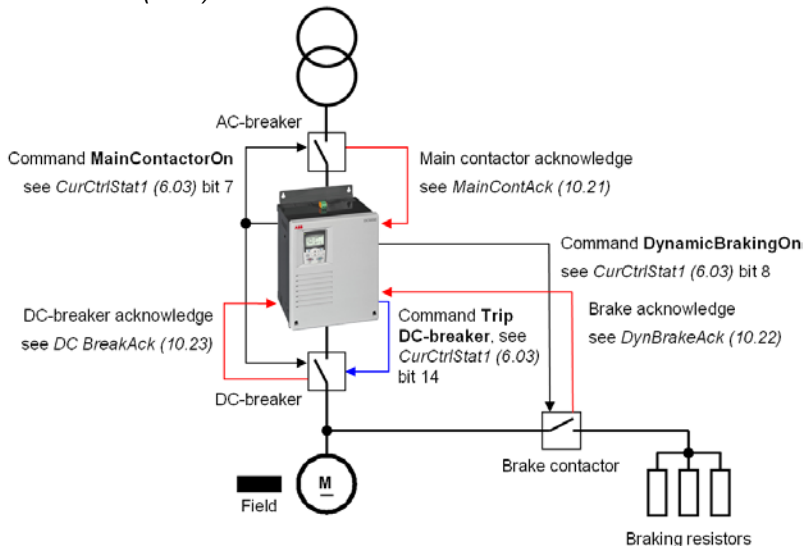 AC-breaker
Command MainContactorOn
see CurCtrlStat1 (6.03) bit 7
Main contactor acknowledge
see MainContAck (10.21)
ABB
Command DynamicBrakingOn
see CurCtrlStat1 (6.03) bit 8
DC-breaker acknowledge
see DC BreakAck (10.23)
Command Trip
DC-breaker, see
CurCtrlStat1 (6.03)
bit 14
Brake acknowledge
see DynBrakeAck (10.22)
DC-breaker
Brake contactor
M
Field
Braking resistors